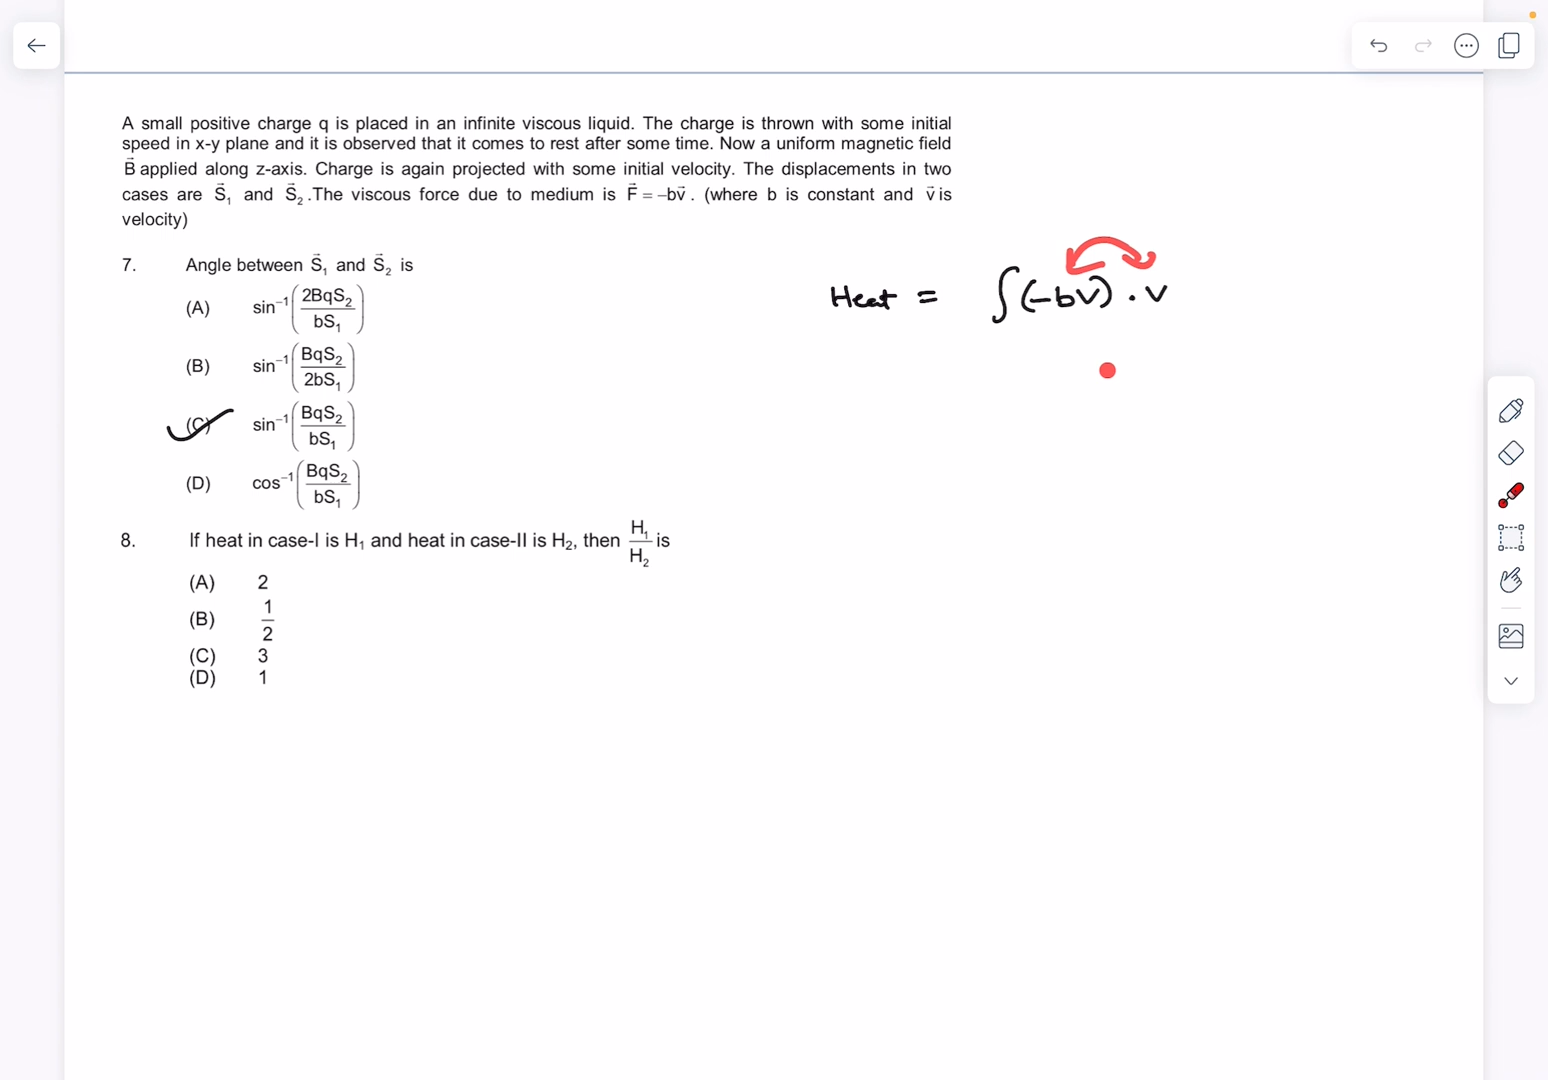 A small positive charge q is placed in an infinite viscous liquid. The charge is thrown with some initial
speed in x-y plane and it is observed that it comes to rest after some time. Now a uniform magnetic field
B⃗ applied along z-axis. Charge is again projected with some initial velocity. The displacements in two
cases are S⃗₁ and S⃗₂.The viscous force due to medium is F⃗ = –bv⃗ . (where b is constant and v⃗ is
velocity)
7. Angle between S⃗₁ and S⃗₂ is
(A) sin⁻¹(2BqS₂/bS₁)
(B) sin⁻¹(BqS₂/2bS₁)
(C) sin⁻¹(BqS₂/bS₁)
(D) cos⁻¹(BqS₂/bS₁)
8. If heat in case-I is H₁ and heat in case-II is H₂, then H₁/H₂ is
(A) 2
(B) 1/2
(C) 3
(D) 1
Heat = ∫(-bv) . v